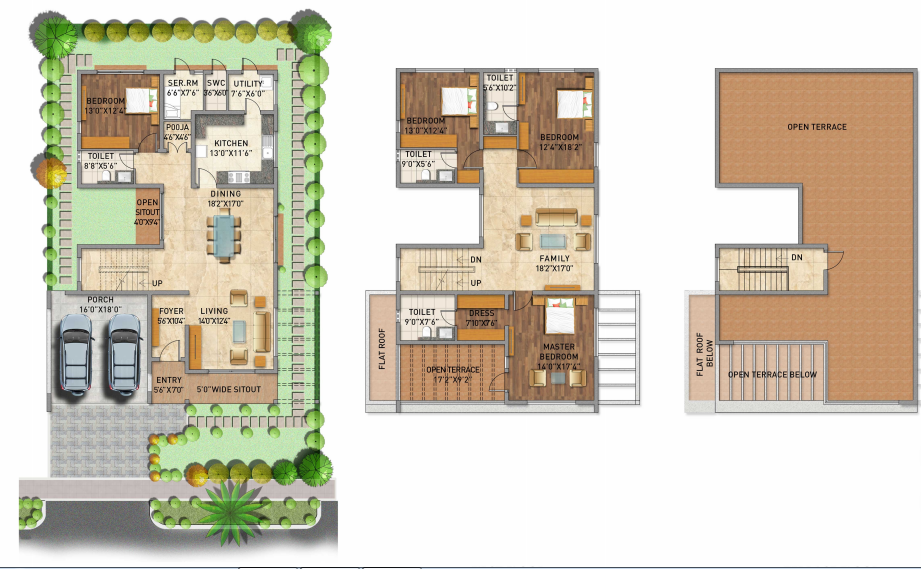 BEDROOM
13'0"X12'4"
SER.RM
6'6"X7'6"
SWC
3'6"X6'0"
UTILITY
7'6"X6'0"
POOJA
4'6"X4'6"
KITCHEN
13'0"X11'6"
TOILET
8'8"X5'6"
DINING
18'2"X17'0"
OPEN
SITOUT
4'0"X9'4"
UP
PORCH
16'0"X18'0"
FOYER
5'6"X10'4"
LIVING
14'0"X12'4"
ENTRY
5'6"X7'0"
5'0" WIDE SITOUT
TOILET
5'6"X10'2"
BEDROOM
13'0"X12'4"
BEDROOM
12'4"X18'2"
TOILET
9'0"X5'6"
DN
UP
FAMILY
18'2"X17'0"
TOILET
9'0"X7'6"
DRESS
7'10"X7'6"
FLAT ROOF
MASTER
BEDROOM
14'0"X17'4"
OPEN TERRACE
17'2"X9'2"
OPEN TERRACE
DN
FLAT ROOF
BELOW
OPEN TERRACE BELOW